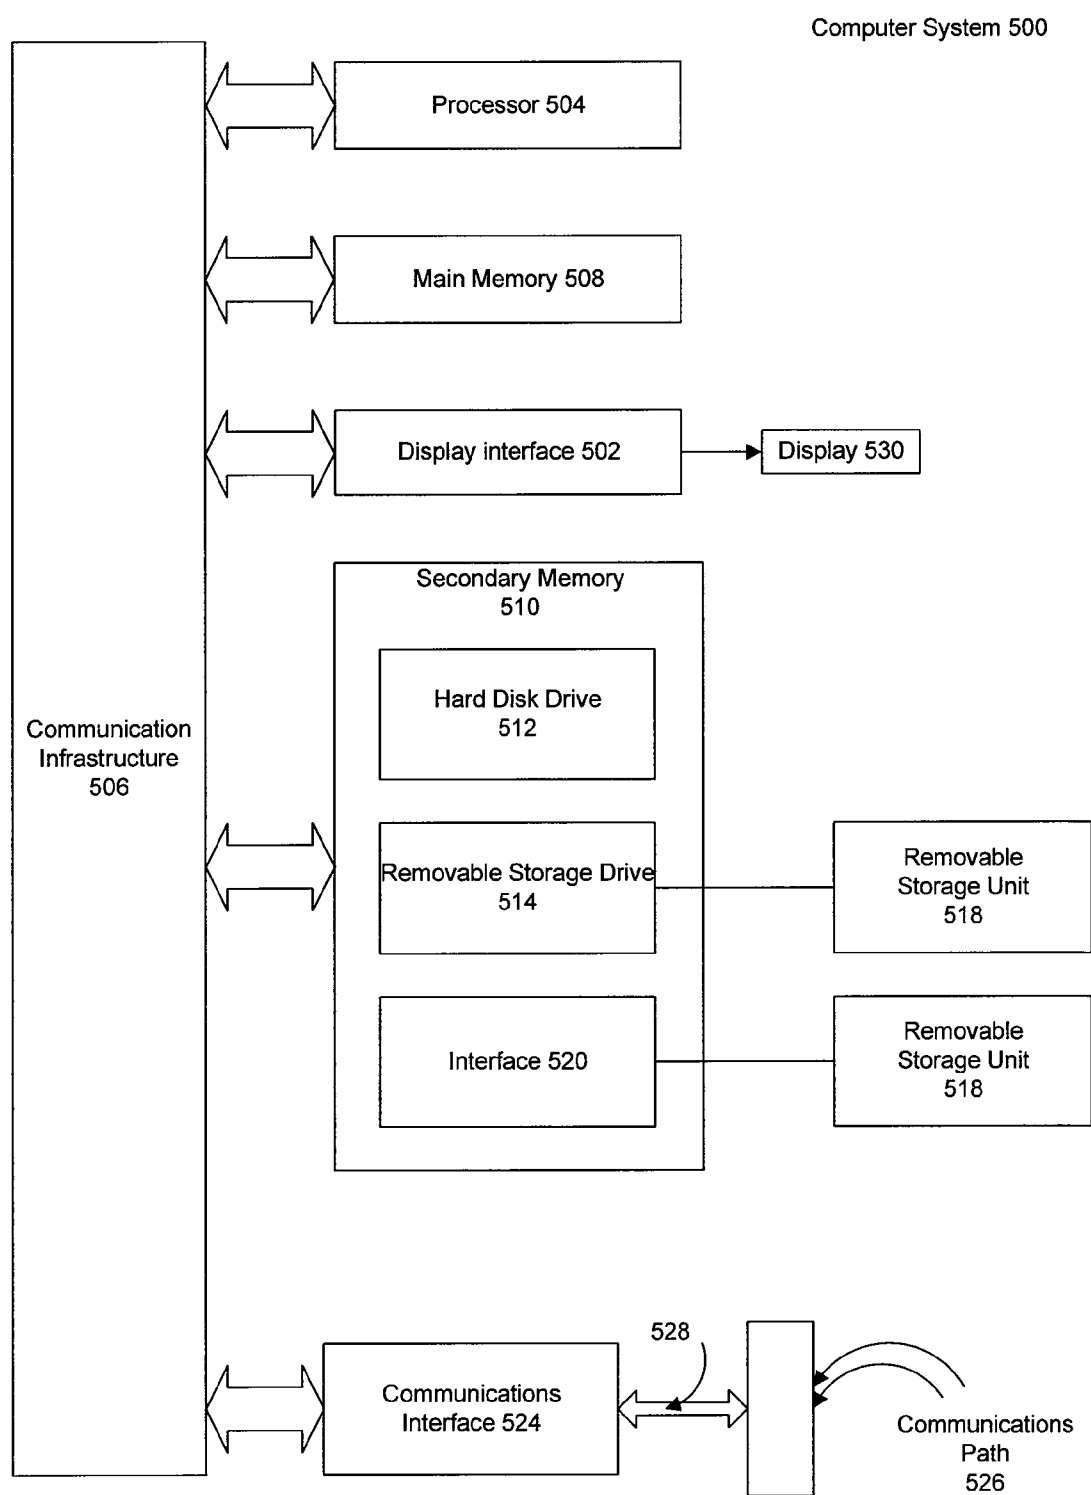 Computer System 500
Processor 504
Main Memory 508
Display interface 502
Display 530
Secondary Memory
510
Hard Disk Drive
512
Communication
Infrastructure
506
Removable Storage Drive
514
Removable
Storage Unit
518
Interface 520
Removable
Storage Unit
518
528
Communications
Interface 524
Communications
Path
526